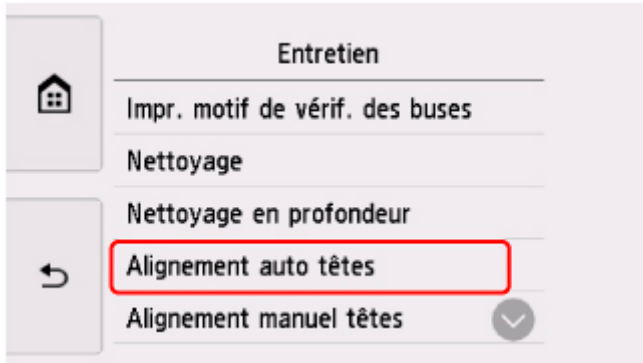 Entretien
Impr. motif de vérif. des buses
Nettoyage
Nettoyage en profondeur
Alignement auto têtes
Alignement manuel têtes